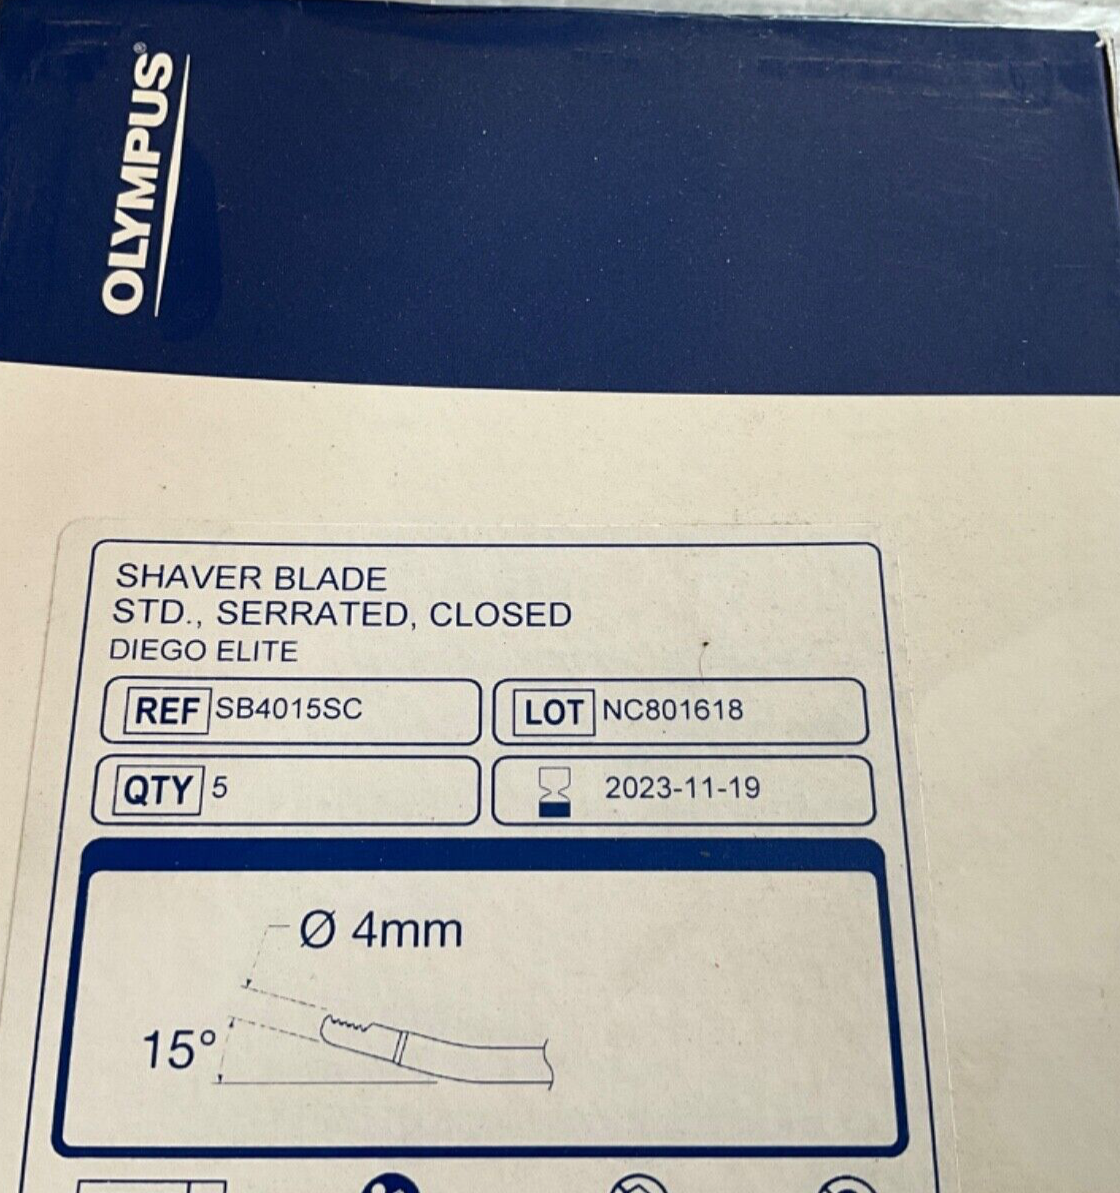 OLYMPUS®
SHAVER BLADE
STD., SERRATED, CLOSED
DIEGO ELITE
REF SB4015SC
LOT NC801618
QTY 5
2023-11-19
Ø 4mm
15°